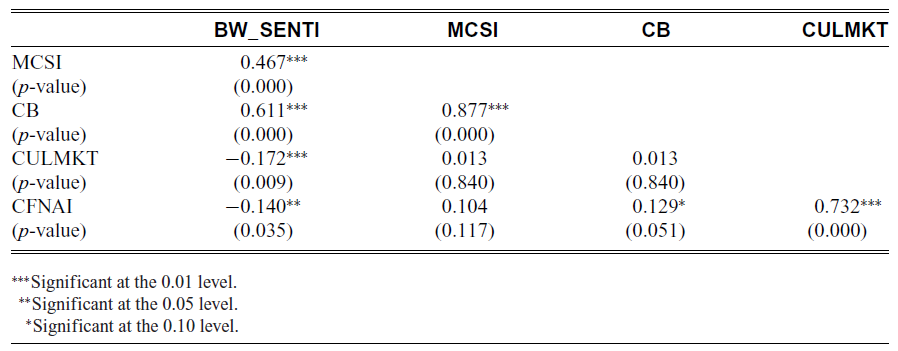 BW_SENTI MCSI CB CULMKT
MCSI 0.467***
(p-value) (0.000)
CB 0.611*** 0.877***
(p-value) (0.000) (0.000)
CULMKT −0.172*** 0.013 0.013
(p-value) (0.009) (0.840) (0.840)
CFNAI −0.140** 0.104 0.129* 0.732***
(p-value) (0.035) (0.117) (0.051) (0.000)
***Significant at the 0.01 level.
**Significant at the 0.05 level.
*Significant at the 0.10 level.